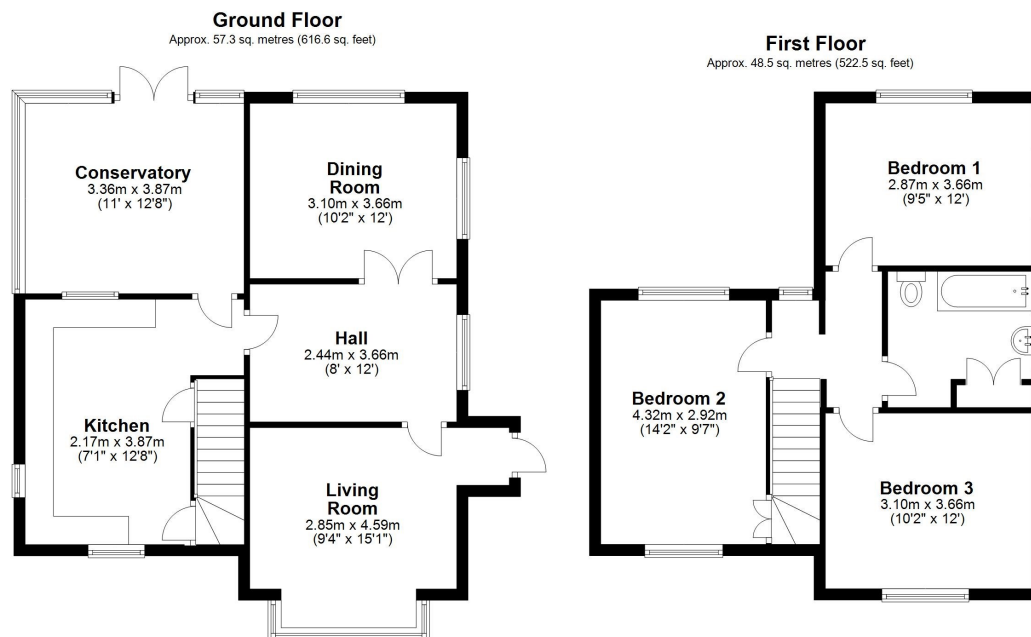 Ground Floor
Approx. 57.3 sq. metres (616.6 sq. feet)
Conservatory
3.36m x 3.87m
(11' x 12'8")
Dining
Room
3.10m x 3.66m
(10'2" x 12')
Hall
2.44m x 3.66m
(8' x 12')
Kitchen
2.17m x 3.87m
(7'1" x 12'8")
Living
Room
2.85m x 4.59m
(9'4" x 15'1")
First Floor
Approx. 48.5 sq. metres (522.5 sq. feet)
Bedroom 1
2.87m x 3.66m
(9'5" x 12')
Bedroom 2
4.32m x 2.92m
(14'2" x 9'7")
Bedroom 3
3.10m x 3.66m
(10'2" x 12')